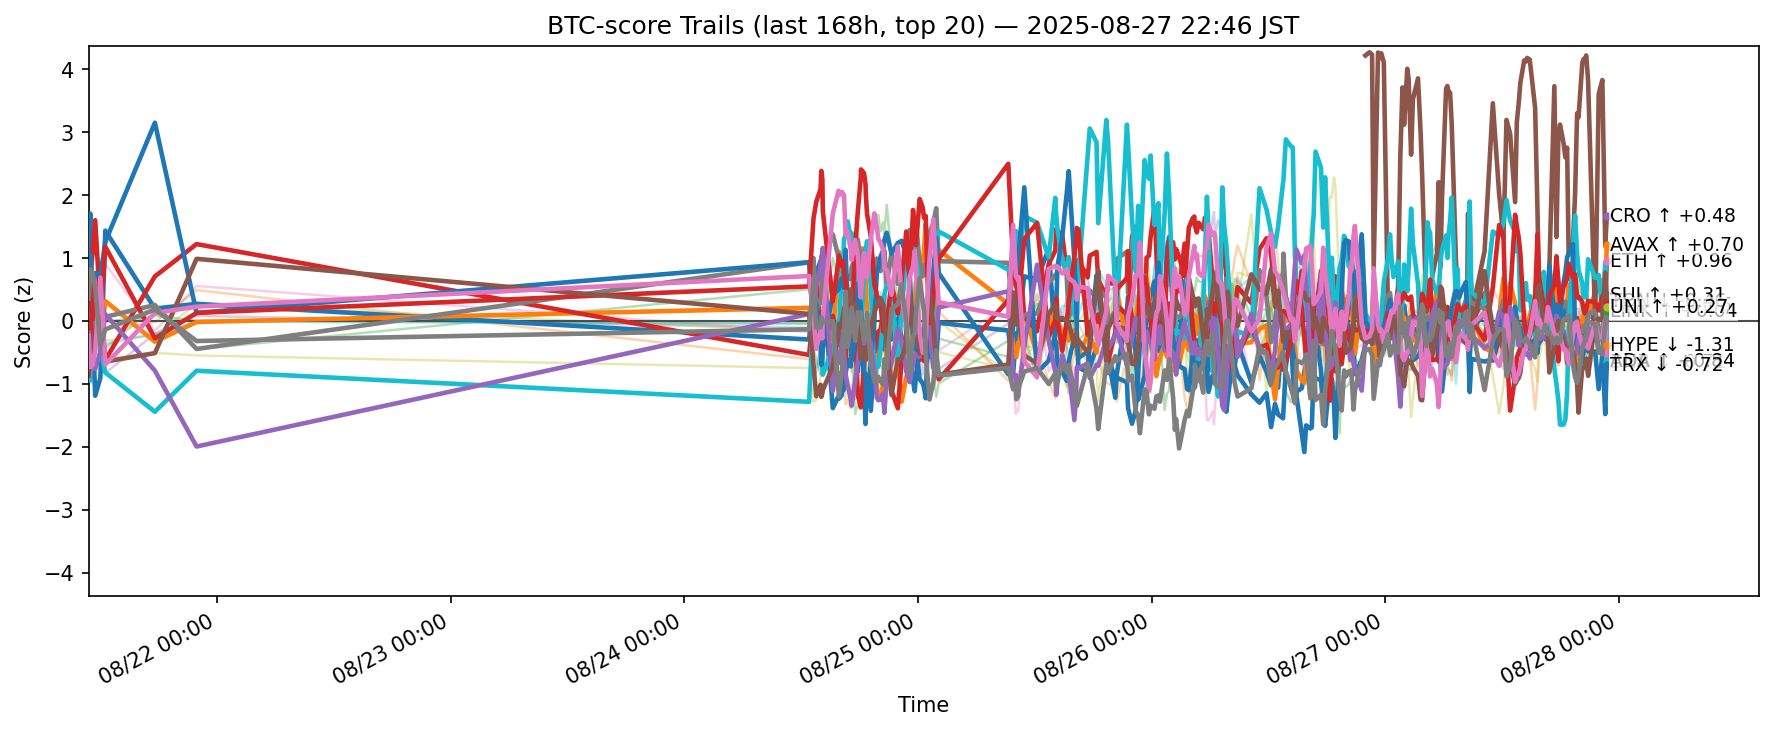 BTC-score Trails (last 168h, top 20) — 2025-08-27 22:46 JST
Score (z)
4
3
2
1
0
−1
−2
−3
−4
CRO ↑ +0.48
AVAX ↑ +0.70
ETH ↑ +0.96
↑ +0.31
UNI ↑ +0.27
HYPE ↓ -1.31
TRX ↓ -0.72
08/22 00:00
08/23 00:00
08/24 00:00
08/25 00:00
08/26 00:00
08/27 00:00
08/28 00:00
Time